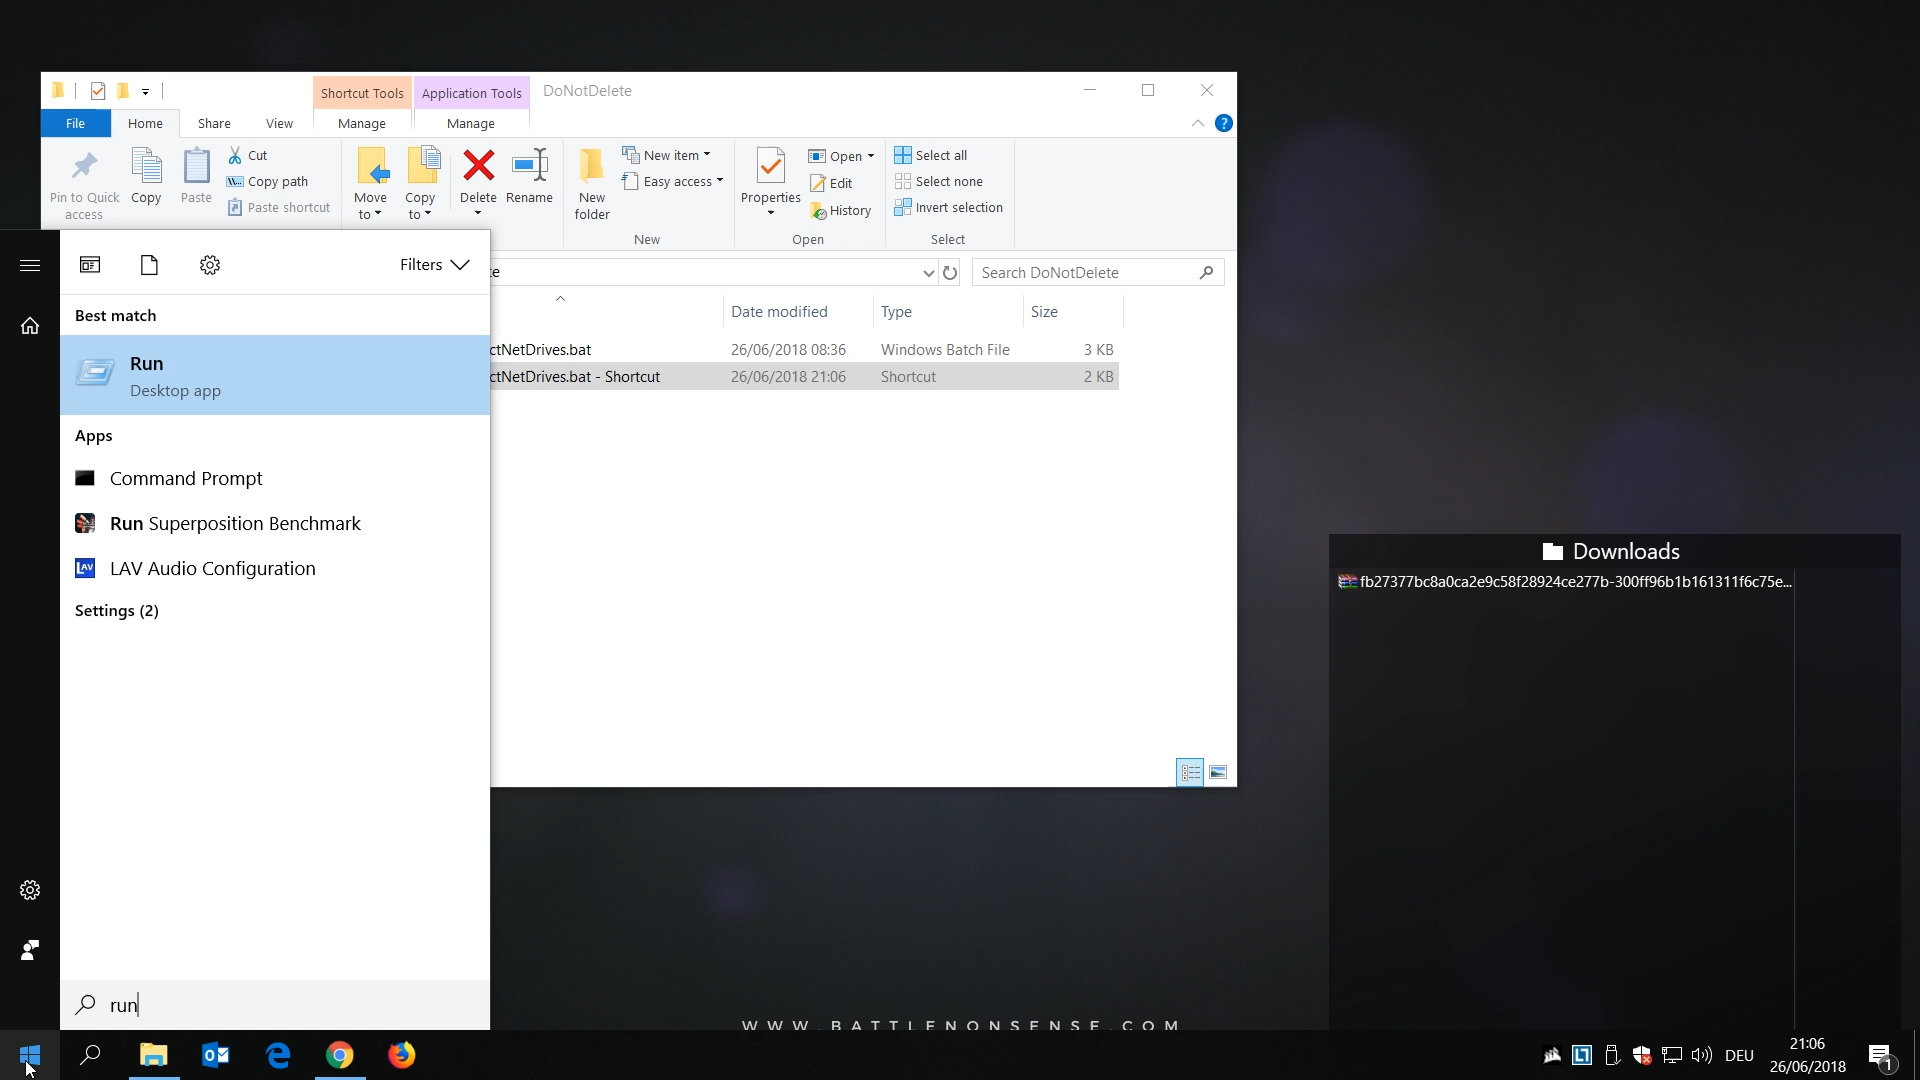 Shortcut Tools
Application Tools
DoNotDelete
File
Home
Share
View
Manage
Manage
?
Pin to Quick access
Copy
Paste
Cut
Copy path
Paste shortcut
Move to
Copy to
Delete
Rename
New folder
New item
Easy access
New
Properties
Open
Edit
History
Open
Select all
Select none
Invert selection
Select
te
Search DoNotDelete
Date modified
Type
Size
ctNetDrives.bat
26/06/2018 08:36
Windows Batch File
3 KB
ctNetDrives.bat - Shortcut
26/06/2018 21:06
Shortcut
2 KB
Filters
Best match
Run
Desktop app
Apps
Command Prompt
Run Superposition Benchmark
LAV
LAV Audio Configuration
Settings (2)
run
Downloads
fb27377bc8a0ca2e9c58f28924ce277b-300ff96b1b161311f6c75e...
WWW.BATTLENONSENSE.COM
DEU
21:06
26/06/2018
1